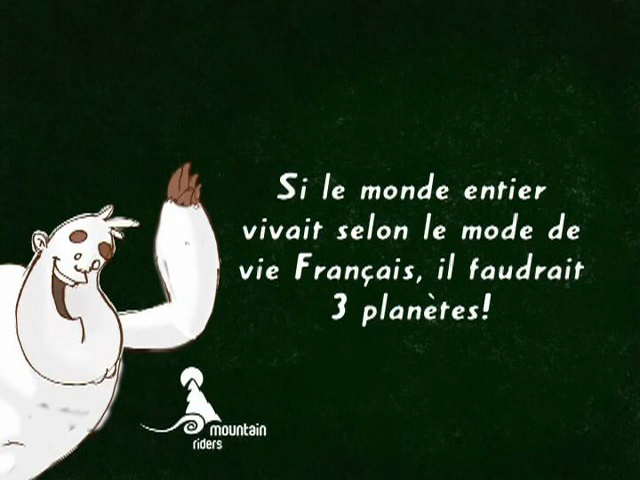 Si le monde entier
vivait selon le mode de
vie Français, il faudrait
3 planètes!
mountain
riders